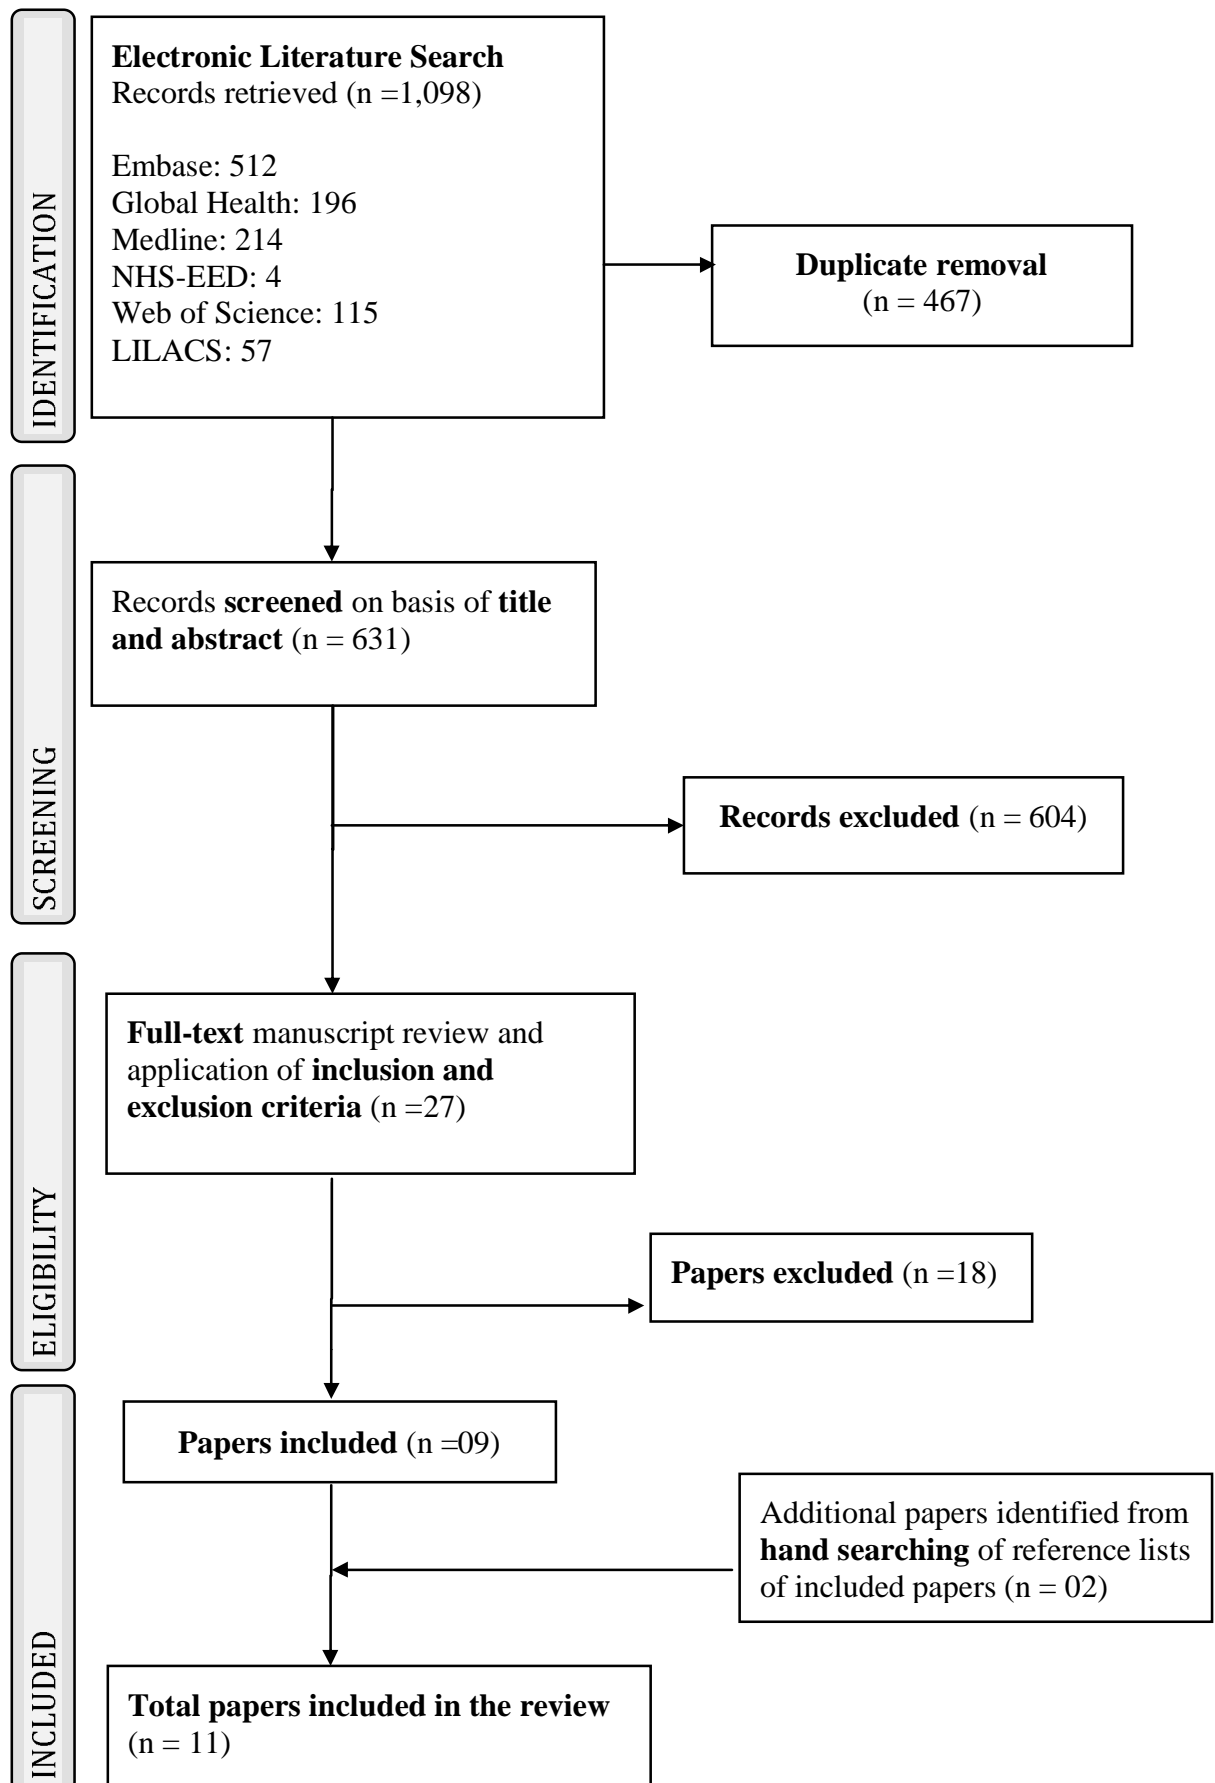 IDENTIFICATION
Electronic Literature Search
Records retrieved (n =1,098)
Embase: 512
Global Health: 196
Medline: 214
NHS-EED: 4
Web of Science: 115
LILACS: 57
Duplicate removal
(n = 467)
SCREENING
Records screened on basis of title
and abstract (n = 631)
Records excluded (n = 604)
ELIGIBILITY
Full-text manuscript review and
application of inclusion and
exclusion criteria (n =27)
Papers excluded (n =18)
INCLUDED
Papers included (n =09)
Additional papers identified from
hand searching of reference lists
of included papers (n = 02)
Total papers included in the review
(n = 11)